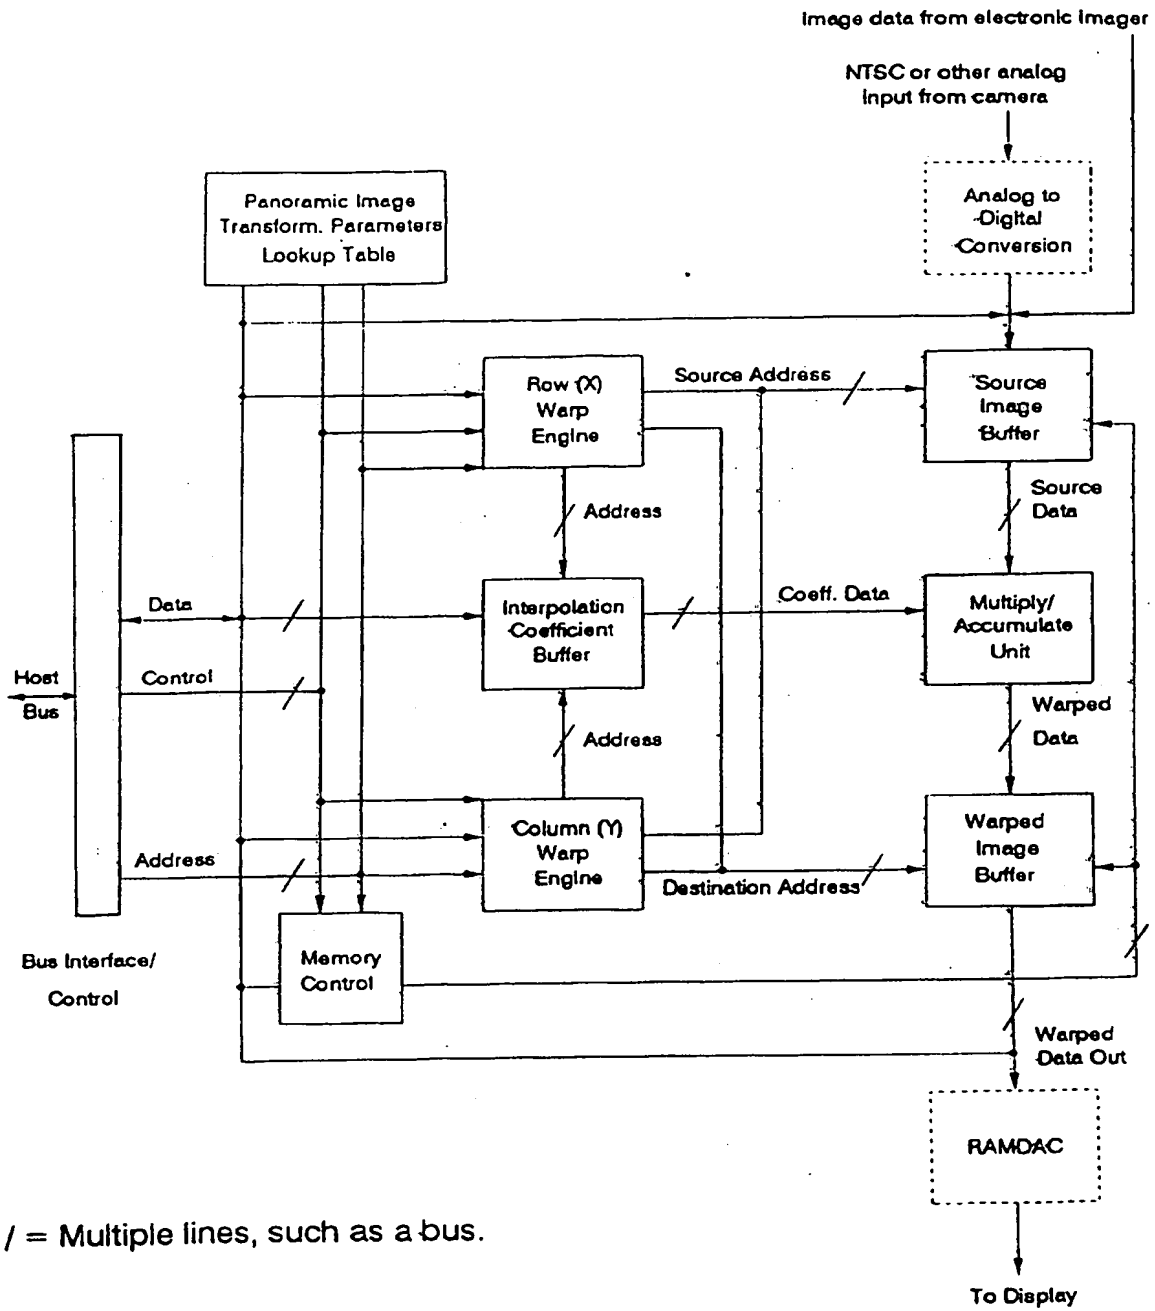 Image data from electronic Imager
NTSC or other analog
Input from camera
Analog to
Digital
Conversion
Panoramic Image
Transform. Parameters
Lookup Table
Row (X)
Warp
Engine
Source Address
Source
Image
Buffer
Address
Source
Data
Data
Interpolation
Coefficient
Buffer
Coeff. Data
Multiply/
Accumulate
Unit
Host
Bus
Control
Address
Warped
Data
Address
Column (Y)
Warp
Engine
Destination Address
Warped
Image
Buffer
Bus Interface/
Control
Memory
Control
Warped
Data Out
RAMDAC
/ = Multiple lines, such as a bus.
To Display